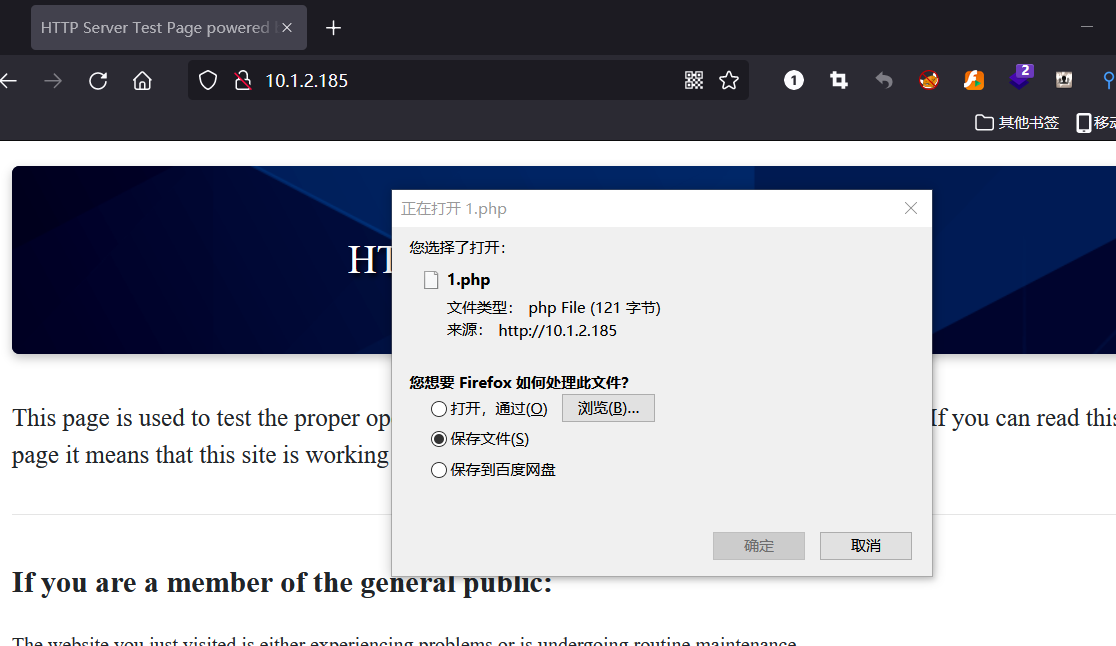 HTTP Server Test Page powered
10.1.2.185
1
2
其他书签
移动
HT
正在打开 1.php
您选择了打开：
1.php
文件类型： php File (121 字节)
来源： http://10.1.2.185
您想要 Firefox 如何处理此文件?
打开，通过(O)
浏览(B)...
保存文件(S)
保存到百度网盘
确定
取消
This page is used to test the proper op
If you can read this
page it means that this site is working
If you are a member of the general public:
The website you just visited is either experiencing problems or is undergoing routine maintenance